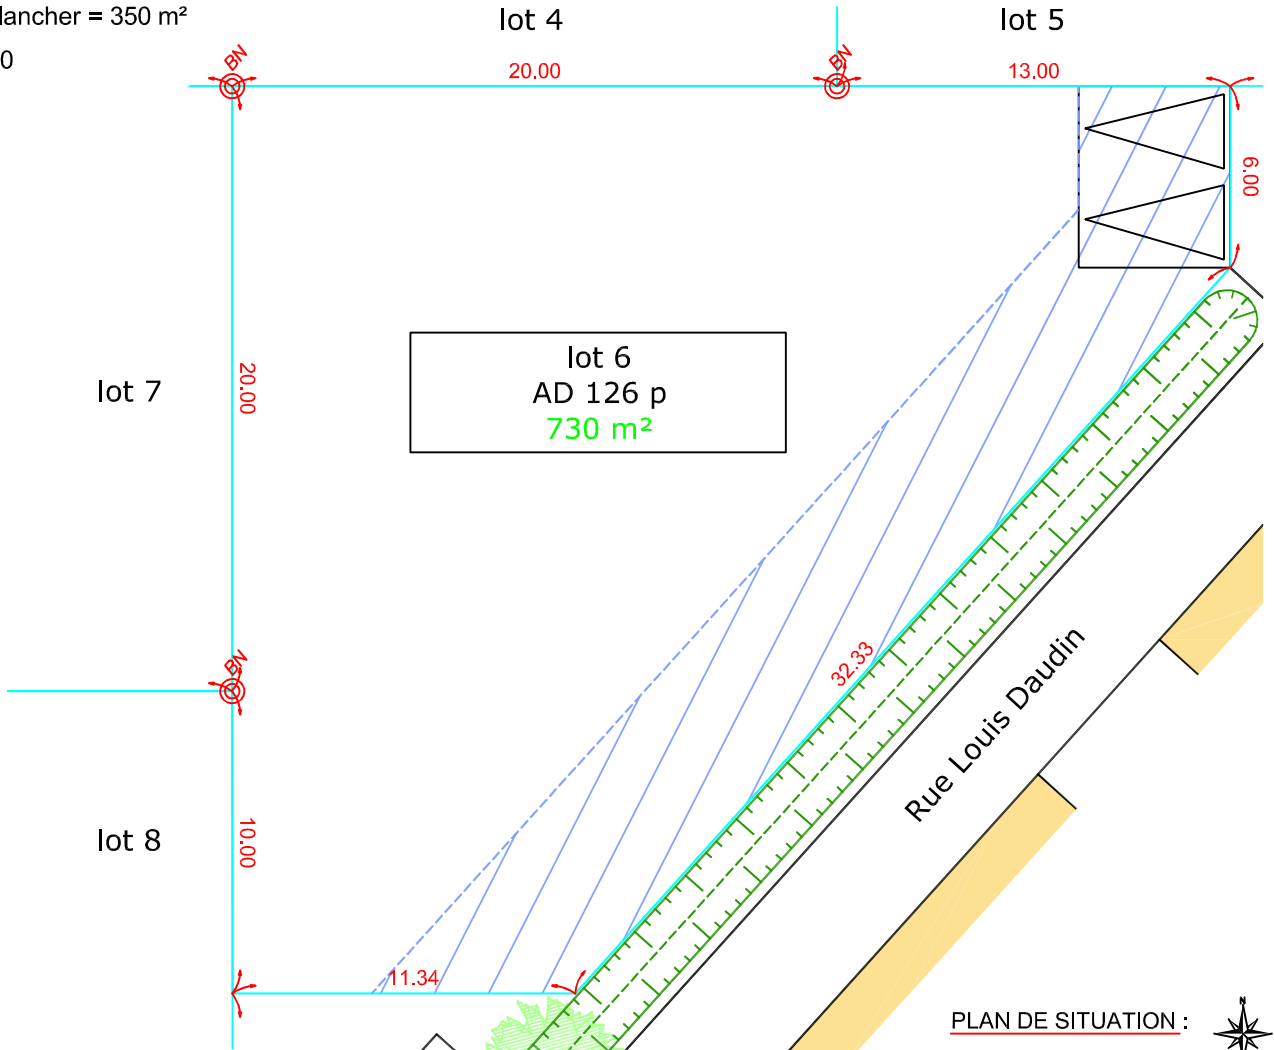 lancher = 350 m²
0
lot 4
lot 5
BN
20.00
BN
13.00
6.00
lot 6
AD 126 p
730 m²
lot 7
20.00
BN
32.33
Rue Louis Daudin
lot 8
10.00
11.34
PLAN DE SITUATION :
N